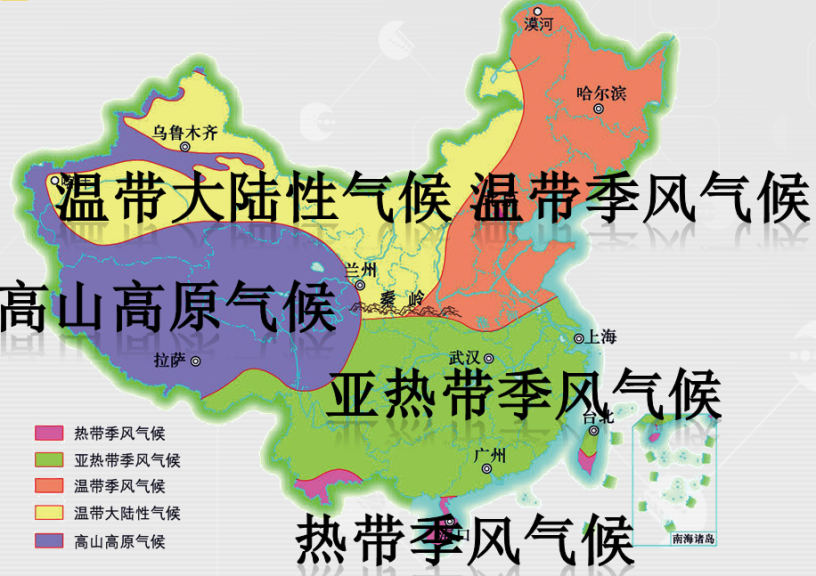 漠河
哈尔滨
乌鲁木齐
温带大陆性气候
温带季风气候
兰州
秦岭
高山高原气候
上海
拉萨
武汉
亚热带季风气候
台北
热带季风气候
亚热带季风气候
温带季风气候
温带大陆性气候
高山高原气候
广州
热带季风气候
南海诸岛